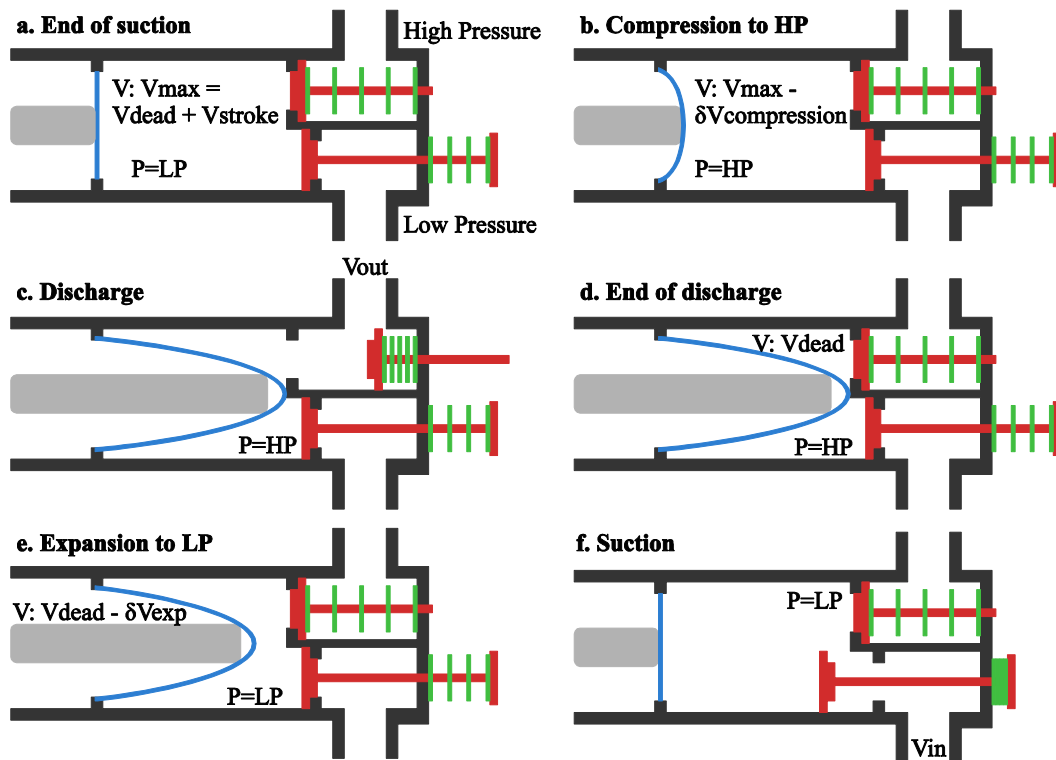 a. End of suction
High Pressure
V: Vmax =
Vdead + Vstroke
P=LP
Low Pressure
b. Compression to HP
V: Vmax -
δVcompression
P=HP
Vout
c. Discharge
P=HP
d. End of discharge
V: Vdead
P=HP
e. Expansion to LP
V: Vdead - δVexp
P=LP
f. Suction
P=LP
Vin